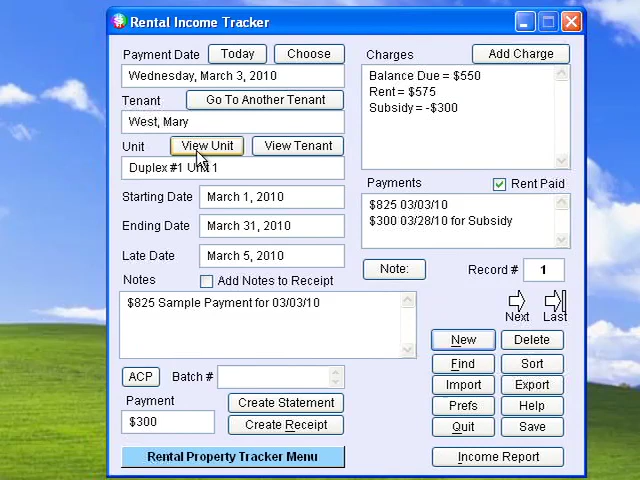 Rental Income Tracker
Payment Date Today Choose
Wednesday, March 3, 2010
Tenant Go To Another Tenant
West, Mary
Unit View Unit View Tenant
Duplex #1 Unit 1
Starting Date March 1, 2010
Ending Date March 31, 2010
Late Date March 5, 2010
Notes Add Notes to Receipt
$825 Sample Payment for 03/03/10
ACP Batch #
Payment
$300
Create Statement
Create Receipt
Rental Property Tracker Menu
Charges Add Charge
Balance Due = $550
Rent = $575
Subsidy = -$300
Payments Rent Paid
$825 03/03/10
$300 03/28/10 for Subsidy
Note: Record # 1
Next Last
New Delete
Find Sort
Import Export
Prefs Help
Quit Save
Income Report